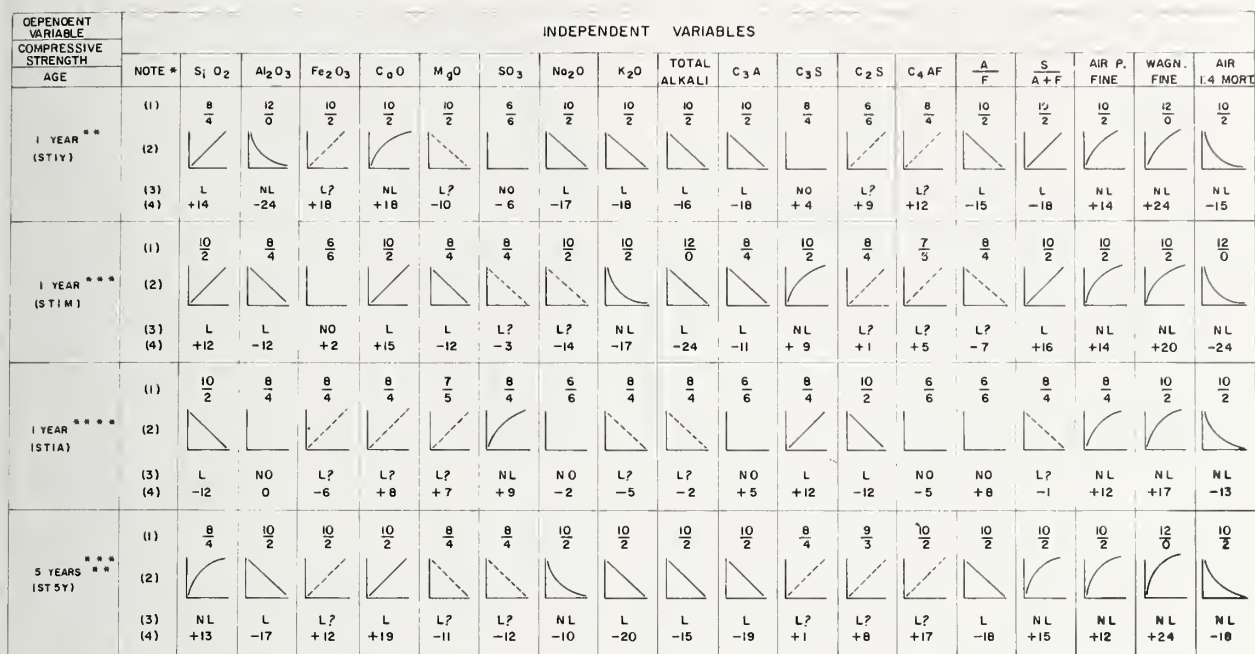 DEPENDENT VARIABLE INDEPENDENT VARIABLES
COMPRESSIVE STRENGTH
AGE NOTE * SiO2 Al2O3 Fe2O3 CaO MgO SO3 Na2O K2O TOTAL ALKALI C3A C3S C2S C4AF A/F S/A+F AIR P. FINE WAGN. FINE AIR 1:4 MORT.
1 YEAR ** (ST1Y)
(1) 8/4 12/0 10/2 10/2 10/2 6/6 10/2 10/2 10/2 10/2 8/4 6/6 8/4 10/2 10/2 10/2 12/0 10/2
(2)
(3) L NL L? NL L? NO L L L L NO L? L? L L NL NL NL
(4) +14 -24 +18 +18 -10 -6 -17 -18 -16 -18 +4 +9 +12 -15 -18 +14 +24 -15
1 YEAR *** (ST1M)
(1) 10/2 8/4 6/6 10/2 8/4 8/4 10/2 10/2 12/0 8/4 10/2 8/4 7/5 8/4 10/2 10/2 10/2 12/0
(2)
(3) L L NO L L L? L? NL L L NL L? L? L? L NL NL NL
(4) +12 -12 +2 +15 -12 -3 -14 -17 -24 -11 +9 +1 +5 -7 +16 +14 +20 -24
1 YEAR **** (ST1A)
(1) 10/2 8/4 8/4 8/4 7/5 8/4 6/6 8/4 8/4 6/6 8/4 10/2 6/6 6/6 8/4 8/4 10/2 10/2
(2)
(3) L NO L? L? L? NL NO L? L? NO L L NO NO L? NL NL NL
(4) -12 0 -6 +8 +7 +9 -2 -5 -2 +5 +12 -12 -5 +8 -1 +12 +17 -13
5 YEARS ***** (ST5Y)
(1) 8/4 10/2 10/2 10/2 8/4 8/4 10/2 10/2 10/2 10/2 8/4 9/3 10/2 10/2 10/2 10/2 12/0 10/2
(2)
(3) NL L L? L L? L? NL L L L L? L? L? L NL NL NL NL
(4) +13 -17 +12 +19 -11 -12 -10 -20 -15 -19 +1 +8 +17 -18 +15 +12 +24 -18